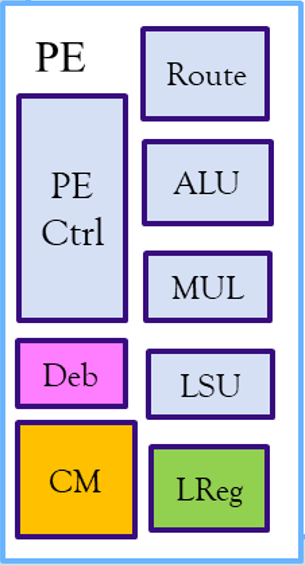 PE
Route
PE
Ctrl
ALU
MUL
Deb
LSU
CM
LReg